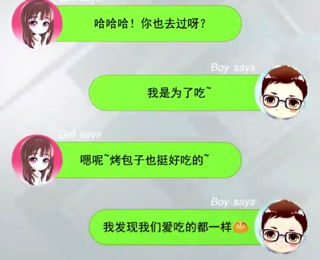 哈哈哈！你也去过呀？
Boy says
我是为了吃~
Girl says
嗯呢~烤包子也挺好吃的~
Boy says
我发现我们爱吃的都一样